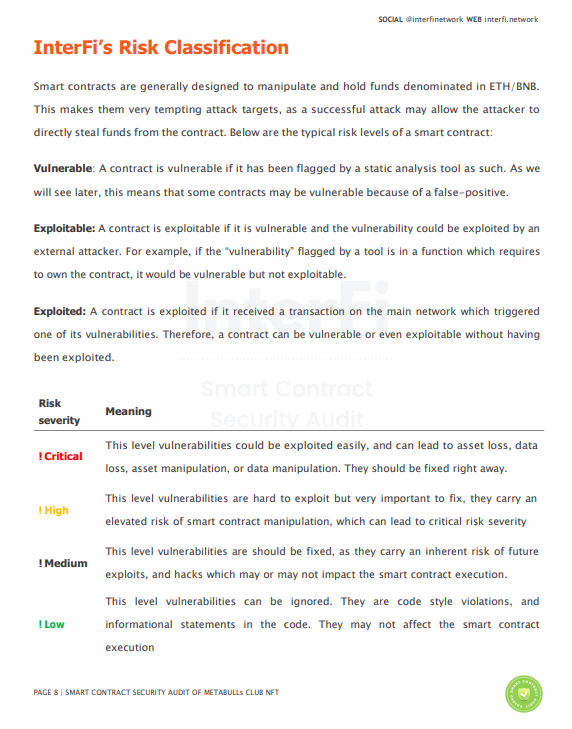 SOCIAL @interfinetwork WEB interfi.network
InterFi's Risk Classification
Smart contracts are generally designed to manipulate and hold funds denominated in ETH/BNB.
This makes them very tempting attack targets, as a successful attack may allow the attacker to
directly steal funds from the contract. Below are the typical risk levels of a smart contract:
Vulnerable: A contract is vulnerable if it has been flagged by a static analysis tool as such. As we
will see later, this means that some contracts may be vulnerable because of a false-positive.
Exploitable: A contract is exploitable if it is vulnerable and the vulnerability could be exploited by an
external attacker. For example, if the "vulnerability" flagged by a tool is in a function which requires
to own the contract, it would be vulnerable but not exploitable.
Exploited: A contract is exploited if it received a transaction on the main network which triggered
one of its vulnerabilities. Therefore, a contract can be vulnerable or even exploitable without having
been exploited.
InterFi
Smart Contract
Security Audit
Risk
severity
Meaning
! Critical
This level vulnerabilities could be exploited easily, and can lead to asset loss, data
loss, asset manipulation, or data manipulation. They should be fixed right away.
! High
This level vulnerabilities are hard to exploit but very important to fix, they carry an
elevated risk of smart contract manipulation, which can lead to critical risk severity
! Medium
This level vulnerabilities are should be fixed, as they carry an inherent risk of future
exploits, and hacks which may or may not impact the smart contract execution.
! Low
This level vulnerabilities can be ignored. They are code style violations, and
informational statements in the code. They may not affect the smart contract
execution
PAGE 8 | SMART CONTRACT SECURITY AUDIT OF METABULLs CLUB NFT